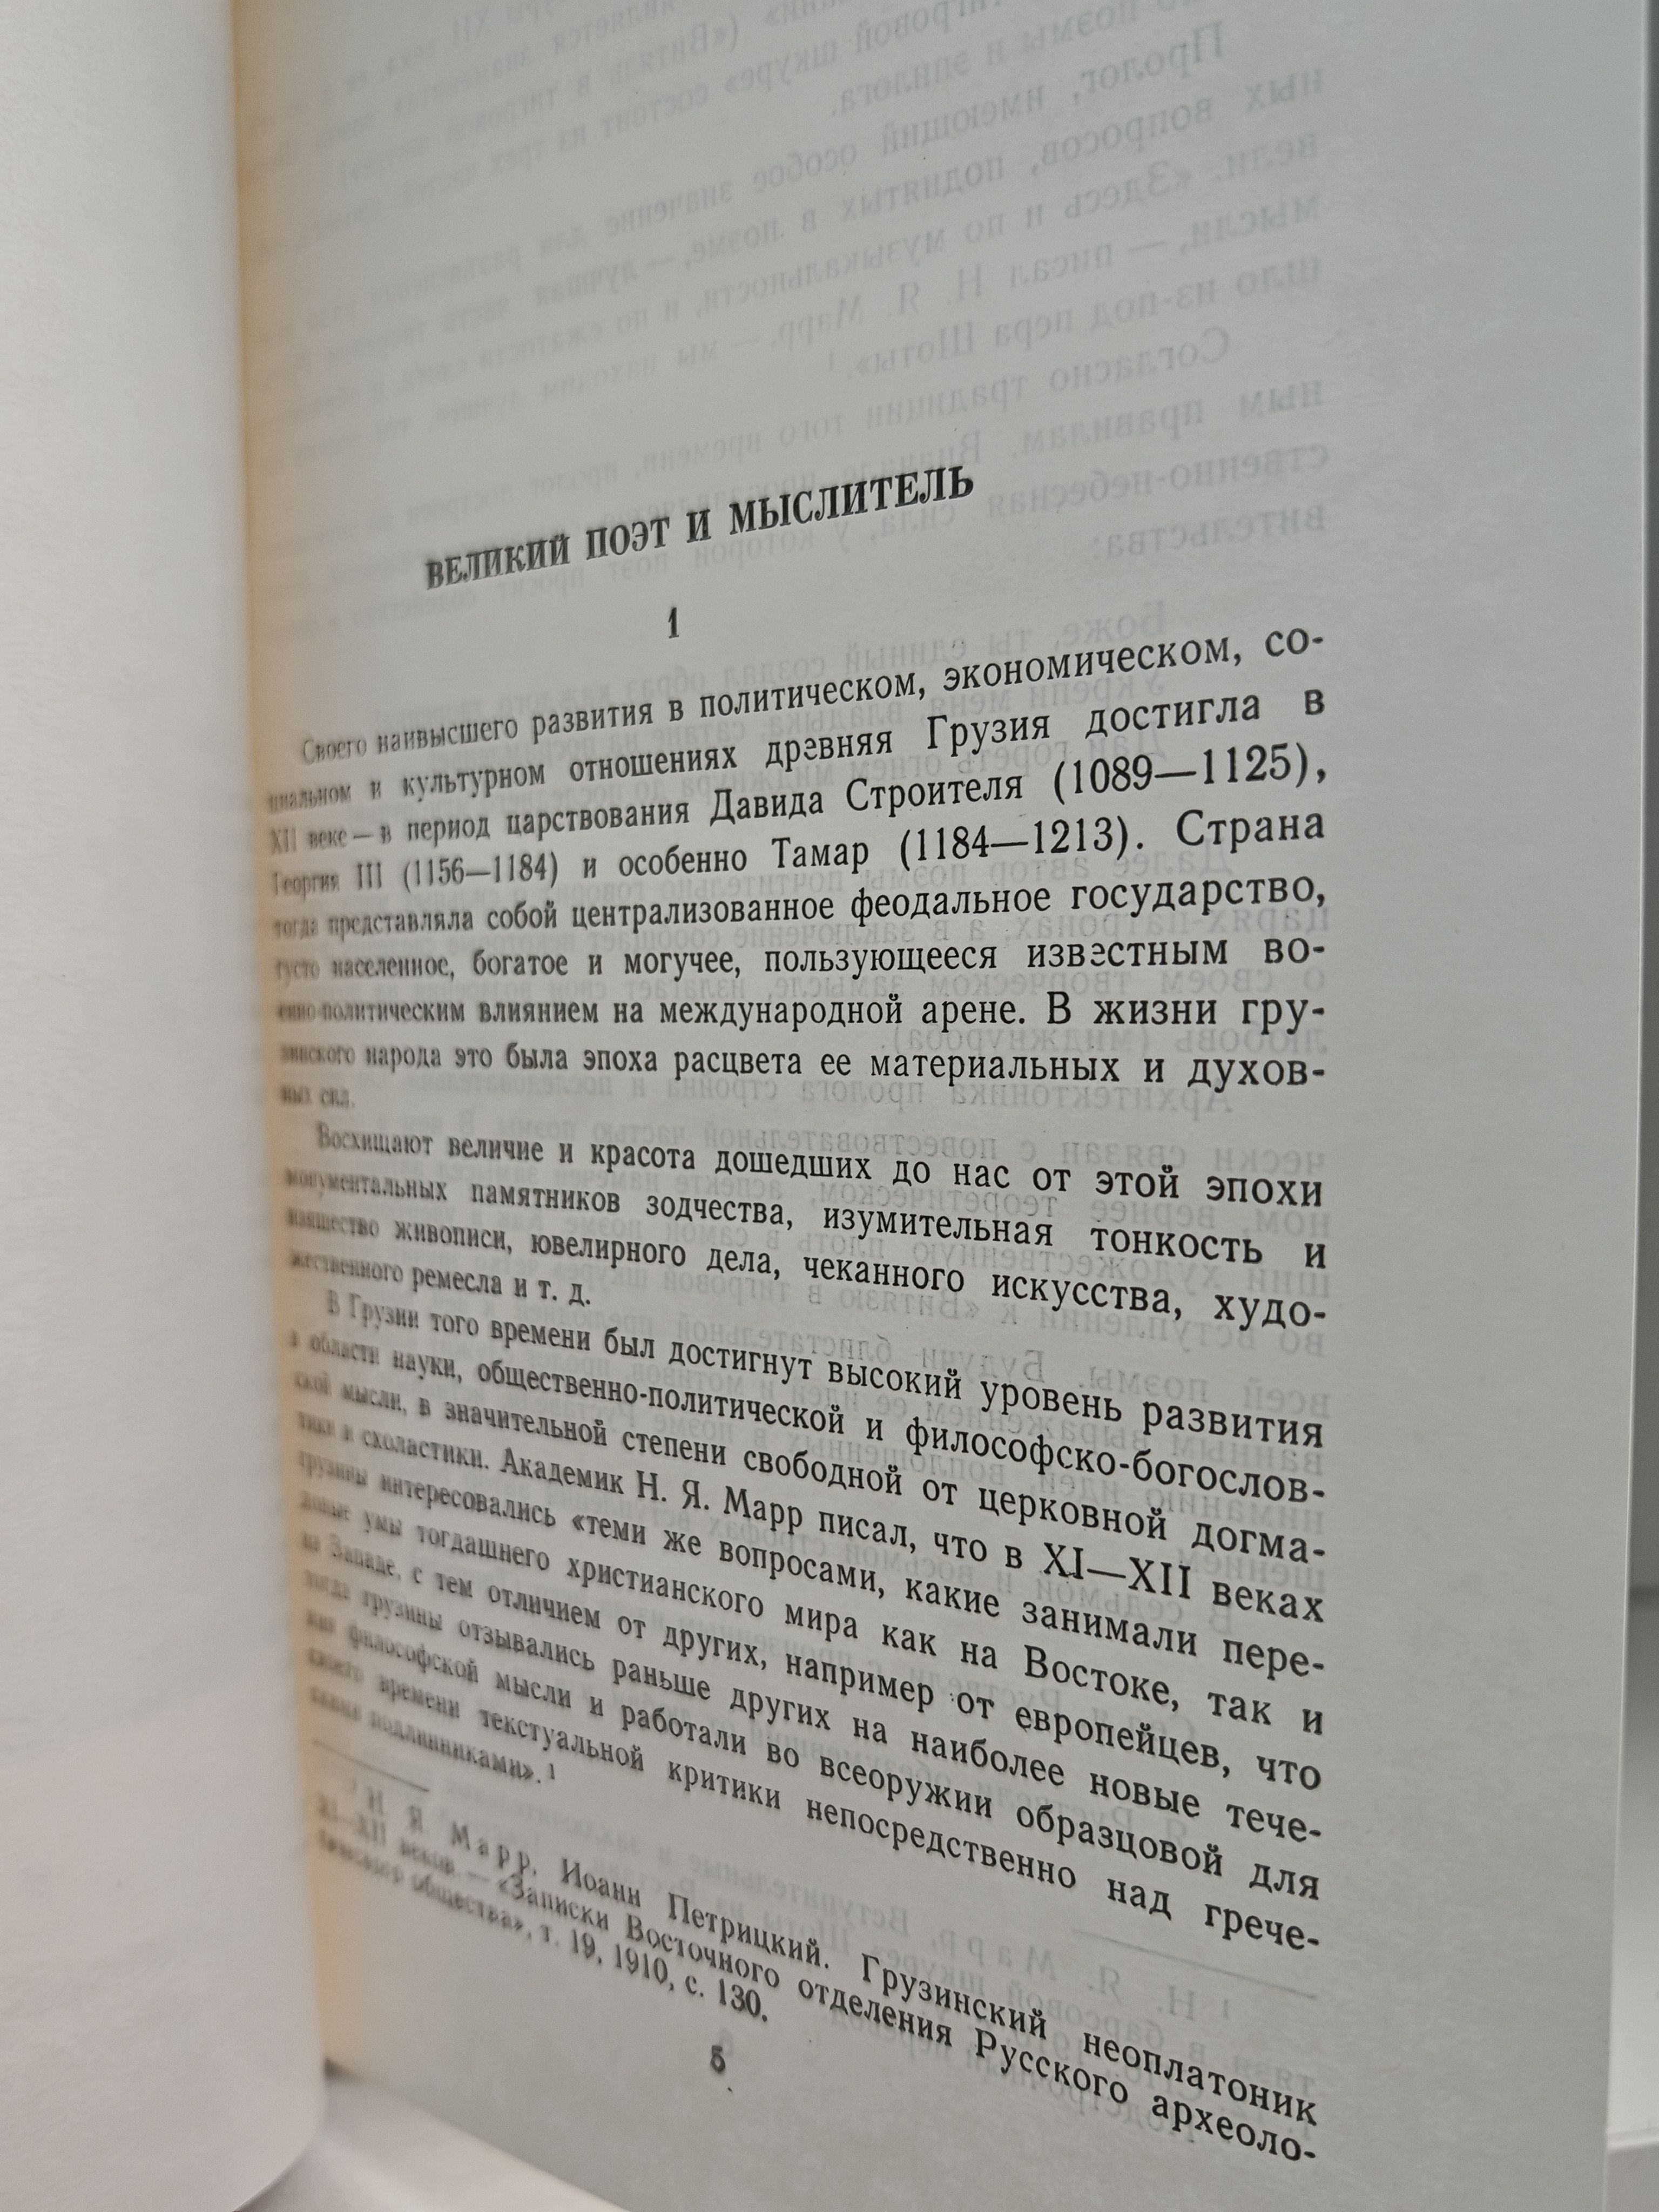 ВЕЛИКИЙ ПОЭТ И МЫСЛИТЕЛЬ
1
Своего наивысшего развития в политическом, экономическом, со-
циальном и культурном отношениях древняя Грузия достигла в
XII веке — в период царствования Давида Строителя (1089—1125),
Георгия III (1156—1184) и особенно Тамар (1184—1213). Страна
тогда представляла собой централизованное феодальное государство,
густо населенное, богатое и могучее, пользующееся известным во-
енно-политическим влиянием на международной арене. В жизни гру-
зинского народа это была эпоха расцвета ее материальных и духов-
ных сил.
Восхищают величие и красота дошедших до нас от этой эпохи
монументальных памятников зодчества, изумительная тонкость и
изящество живописи, ювелирного дела, чеканного искусства, худо-
жественного ремесла и т. д.
В Грузии того времени был достигнут высокий уровень развития
в области науки, общественно-политической и философско-богослов-
ской мысли, в значительной степени свободной от церковной догма-
тики и схоластики. Академик Н. Я. Марр писал, что в XI—XII веках
грузины интересовались «теми же вопросами, какие занимали пере-
довые умы тогдашнего христианского мира как на Востоке, так и
на Западе, с тем отличием от других, например от европейцев, что
тогда грузины отзывались раньше других на наиболее новые тече-
ния философской мысли и работали во всеоружии образцовой для
своего времени текстуальной критики непосредственно над грече-
скими подлинниками».¹
¹ Н. Я. Марр. Иоанн Петрицкий. Грузинский неоплатоник
XI—XII веков. — «Записки Восточного отделения Русского археоло-
гического общества», т. 19, 1910, с. 130.
5